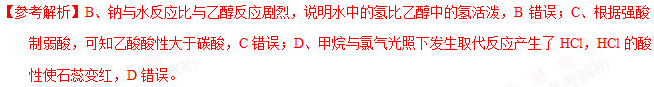 【参考解析】B、钠与水反应比与乙醇反应剧烈，说明水中的氢比乙醇中的氢活泼，B 错误；C、根据强酸
制弱酸，可知乙酸酸性大于碳酸，C 错误；D、甲烷与氯气光照下发生取代反应产生了 HCl，HCl 的酸
性使石蕊变红，D 错误。